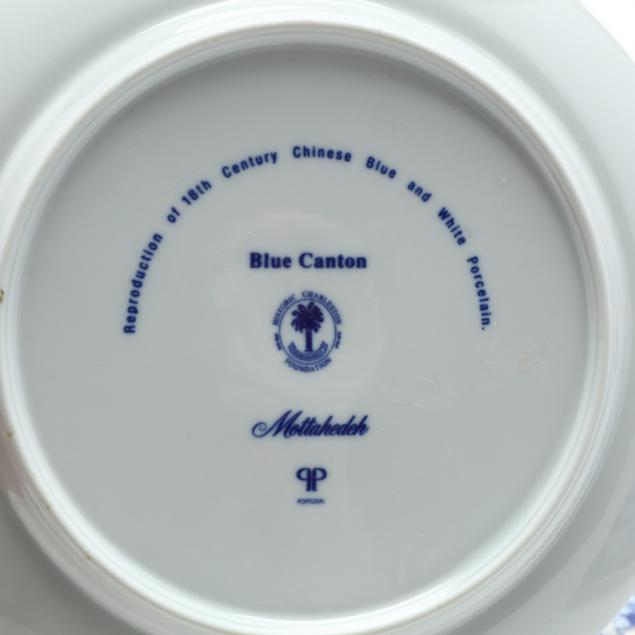 Reproduction of 18th Century Chinese Blue and White Porcelain.
Blue Canton
HISTORIC CHARLESTON
FOUNDATION
Mottahedeh
PORTUGAL